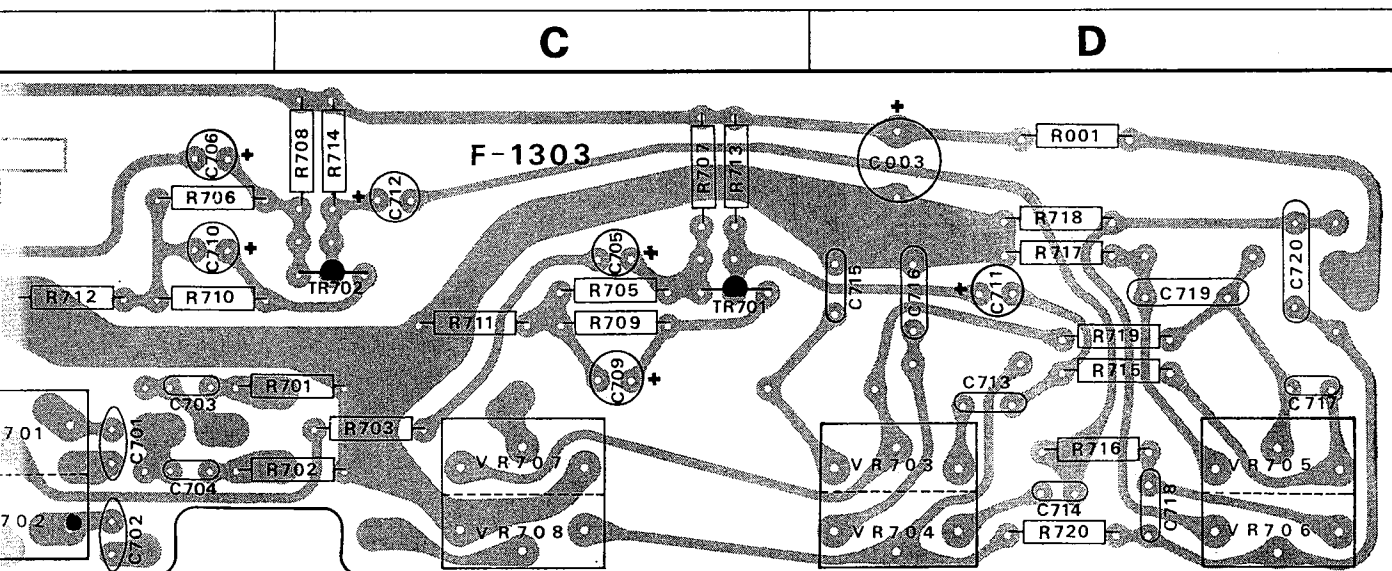 C D
C706
R708
R714
F-1303
R707
R713
+
C003
R001
+
R706
+
C712
R718
C710
+
C705
+
R717
C720
TR702
C715
C716
+
C711
R712
R710
R705
TR701
C719
R711
R709
R719
C709
+
R715
R701
C703
C713
C717
701
C701
R703
R702
VR707
VR703
R716
VR705
C704
C714
C718
702
C702
VR708
VR704
R720
VR706